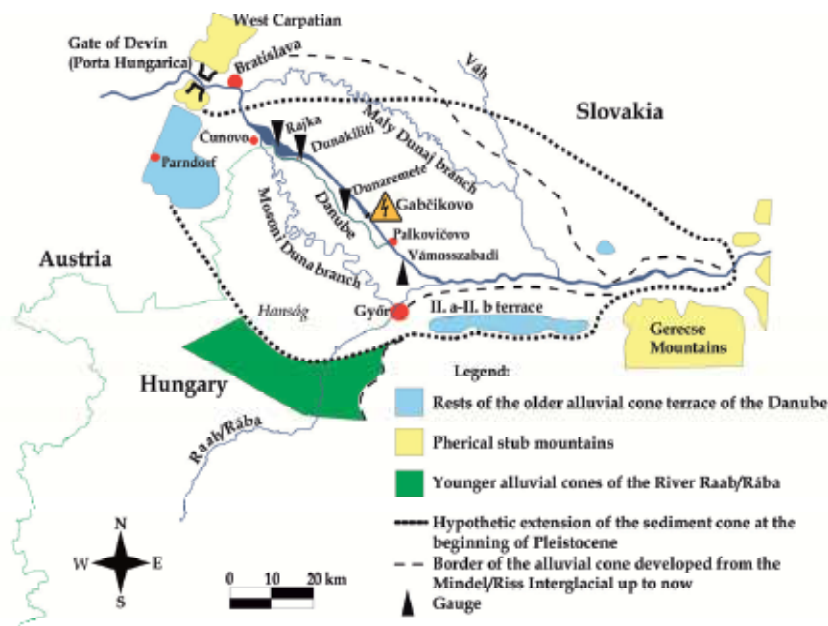 West Carpatian
Gate of Devín
(Porta Hungarica)
Bratislava
Váh
Slovakia
Čunovo
Rajka
Dunakiliti
Maly Dunaj branch
Parndorf
Dunaremete
Gabčikovo
Danube
Mosoni Duna branch
Palkovičovo
Vámosszabadi
Austria
Hanság
Győr
II. a-II. b terrace
Gerecse
Mountains
Hungary
Raab/Rába
Legend:
Rests of the older alluvial cone terrace of the Danube
Pherical stub mountains
Younger alluvial cones of the River Raab/Rába
Hypothetic extension of the sediment cone at the
beginning of Pleistocene
Border of the alluvial cone developed from the
Mindel/Riss Interglacial up to now
Gauge
N
W E
S
0 10 20 km